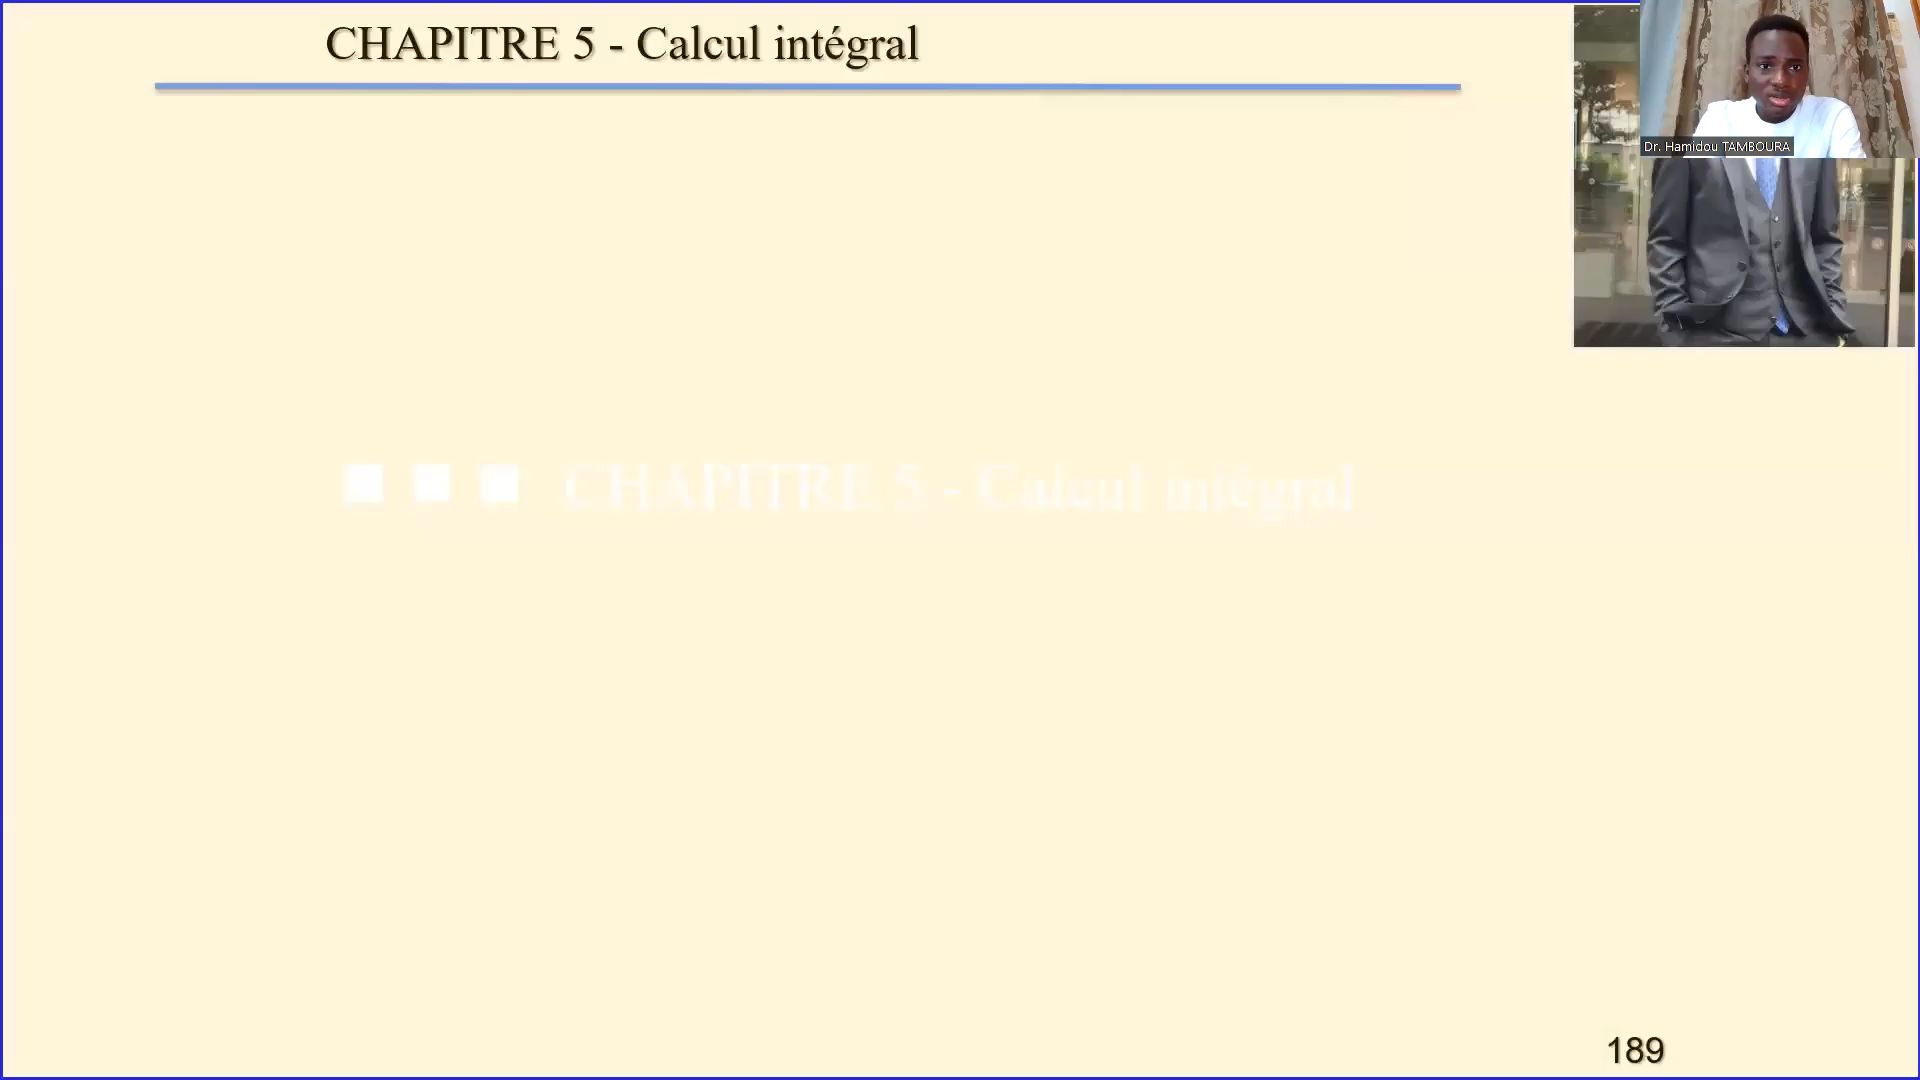 CHAPITRE 5 - Calcul intégral
Dr. Hamidou TAMBOURA
CHAPITRE 5 - Calcul intégral
189